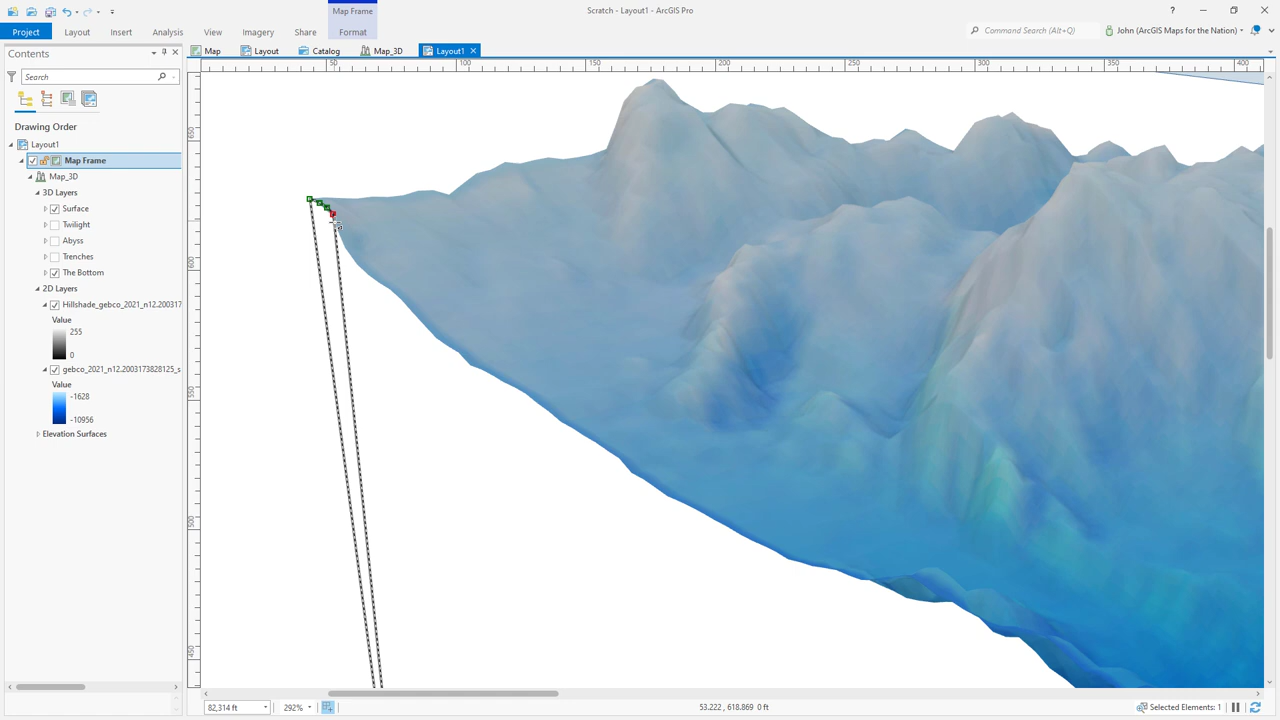 Map Frame
Scratch - Layout1 - ArcGIS Pro
?
Project Layout Insert Analysis View Imagery Share Format
Command Search (Alt+Q)
John (ArcGIS Maps for the Nation)
Contents
Map Layout Catalog Map_3D Layout1
50 100 150 200 250 300 350 400
Search
Drawing Order
Layout1
Map Frame
Map_3D
3D Layers
Surface
Twilight
Abyss
Trenches
The Bottom
2D Layers
Hillshade_gebco_2021_n12.200317
Value
255
0
gebco_2021_n12.2003173828125_s
Value
-1628
-10956
Elevation Surfaces
650
600
550
500
450
82,314 ft
292%
53.222 , 618.869 0 ft
Selected Elements: 1